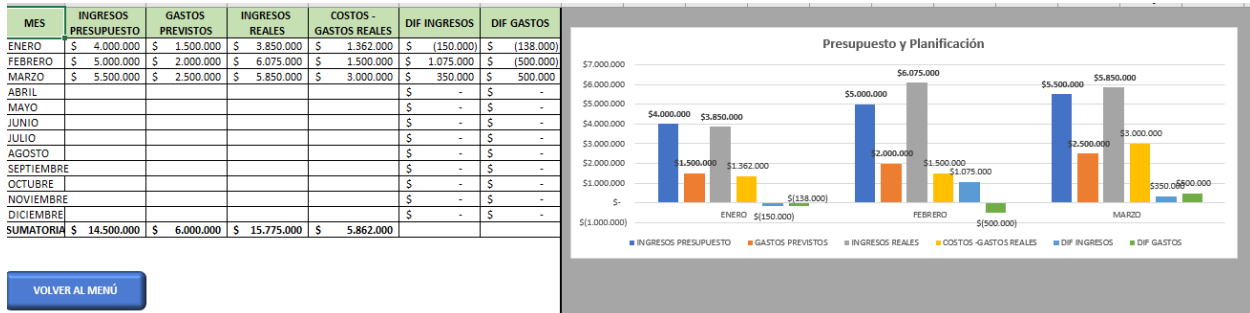 MES INGRESOS PRESUPUESTO GASTOS PREVISTOS INGRESOS REALES COSTOS - GASTOS REALES DIF INGRESOS DIF GASTOS
ENERO $ 4.000.000 $ 1.500.000 $ 3.850.000 $ 1.362.000 $ (150.000) $ (138.000)
FEBRERO $ 5.000.000 $ 2.000.000 $ 6.075.000 $ 1.500.000 $ 1.075.000 $ (500.000)
MARZO $ 5.500.000 $ 2.500.000 $ 5.850.000 $ 3.000.000 $ 350.000 $ 500.000
ABRIL $ - $ -
MAYO $ - $ -
JUNIO $ - $ -
JULIO $ - $ -
AGOSTO $ - $ -
SEPTIEMBRE $ - $ -
OCTUBRE $ - $ -
NOVIEMBRE $ - $ -
DICIEMBRE $ - $ -
SUMATORIA $ 14.500.000 $ 6.000.000 $ 15.775.000 $ 5.862.000
VOLVER AL MENÚ
Presupuesto y Planificación
$7.000.000
$6.000.000
$5.000.000
$4.000.000
$3.000.000
$2.000.000
$1.000.000
$-
$(1.000.000)
$4.000.000 $1.500.000 $3.850.000 $1.362.000 $(150.000) $(138.000)
$5.000.000 $2.000.000 $6.075.000 $1.500.000 $1.075.000 $(500.000)
$5.500.000 $2.500.000 $5.850.000 $3.000.000 $350.000 $500.000
ENERO FEBRERO MARZO
INGRESOS PRESUPUESTO GASTOS PREVISTOS INGRESOS REALES COSTOS -GASTOS REALES DIF INGRESOS DIF GASTOS